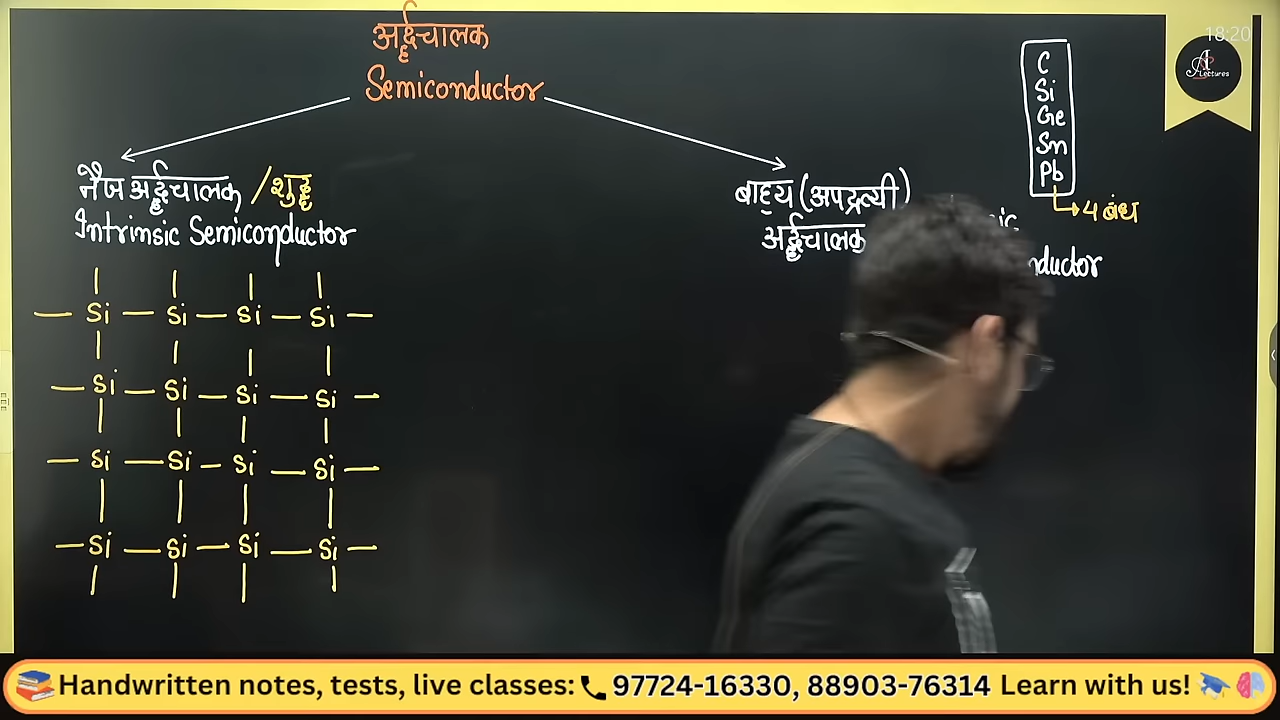 अर्द्धचालक
Semiconductor
18:20
A Lectures
C
Si
Ge
Sn
Pb
4 बंध
नैज अर्द्धचालक / शुद्ध
Intrinsic Semiconductor
बाह्य (अपद्रव्यी)
अर्द्धचालक
— Si — Si — Si — Si —
— Si — Si — Si — Si —
— Si — Si — Si — Si —
— Si — Si — Si — Si —
Handwritten notes, tests, live classes: 97724-16330, 88903-76314 Learn with us!